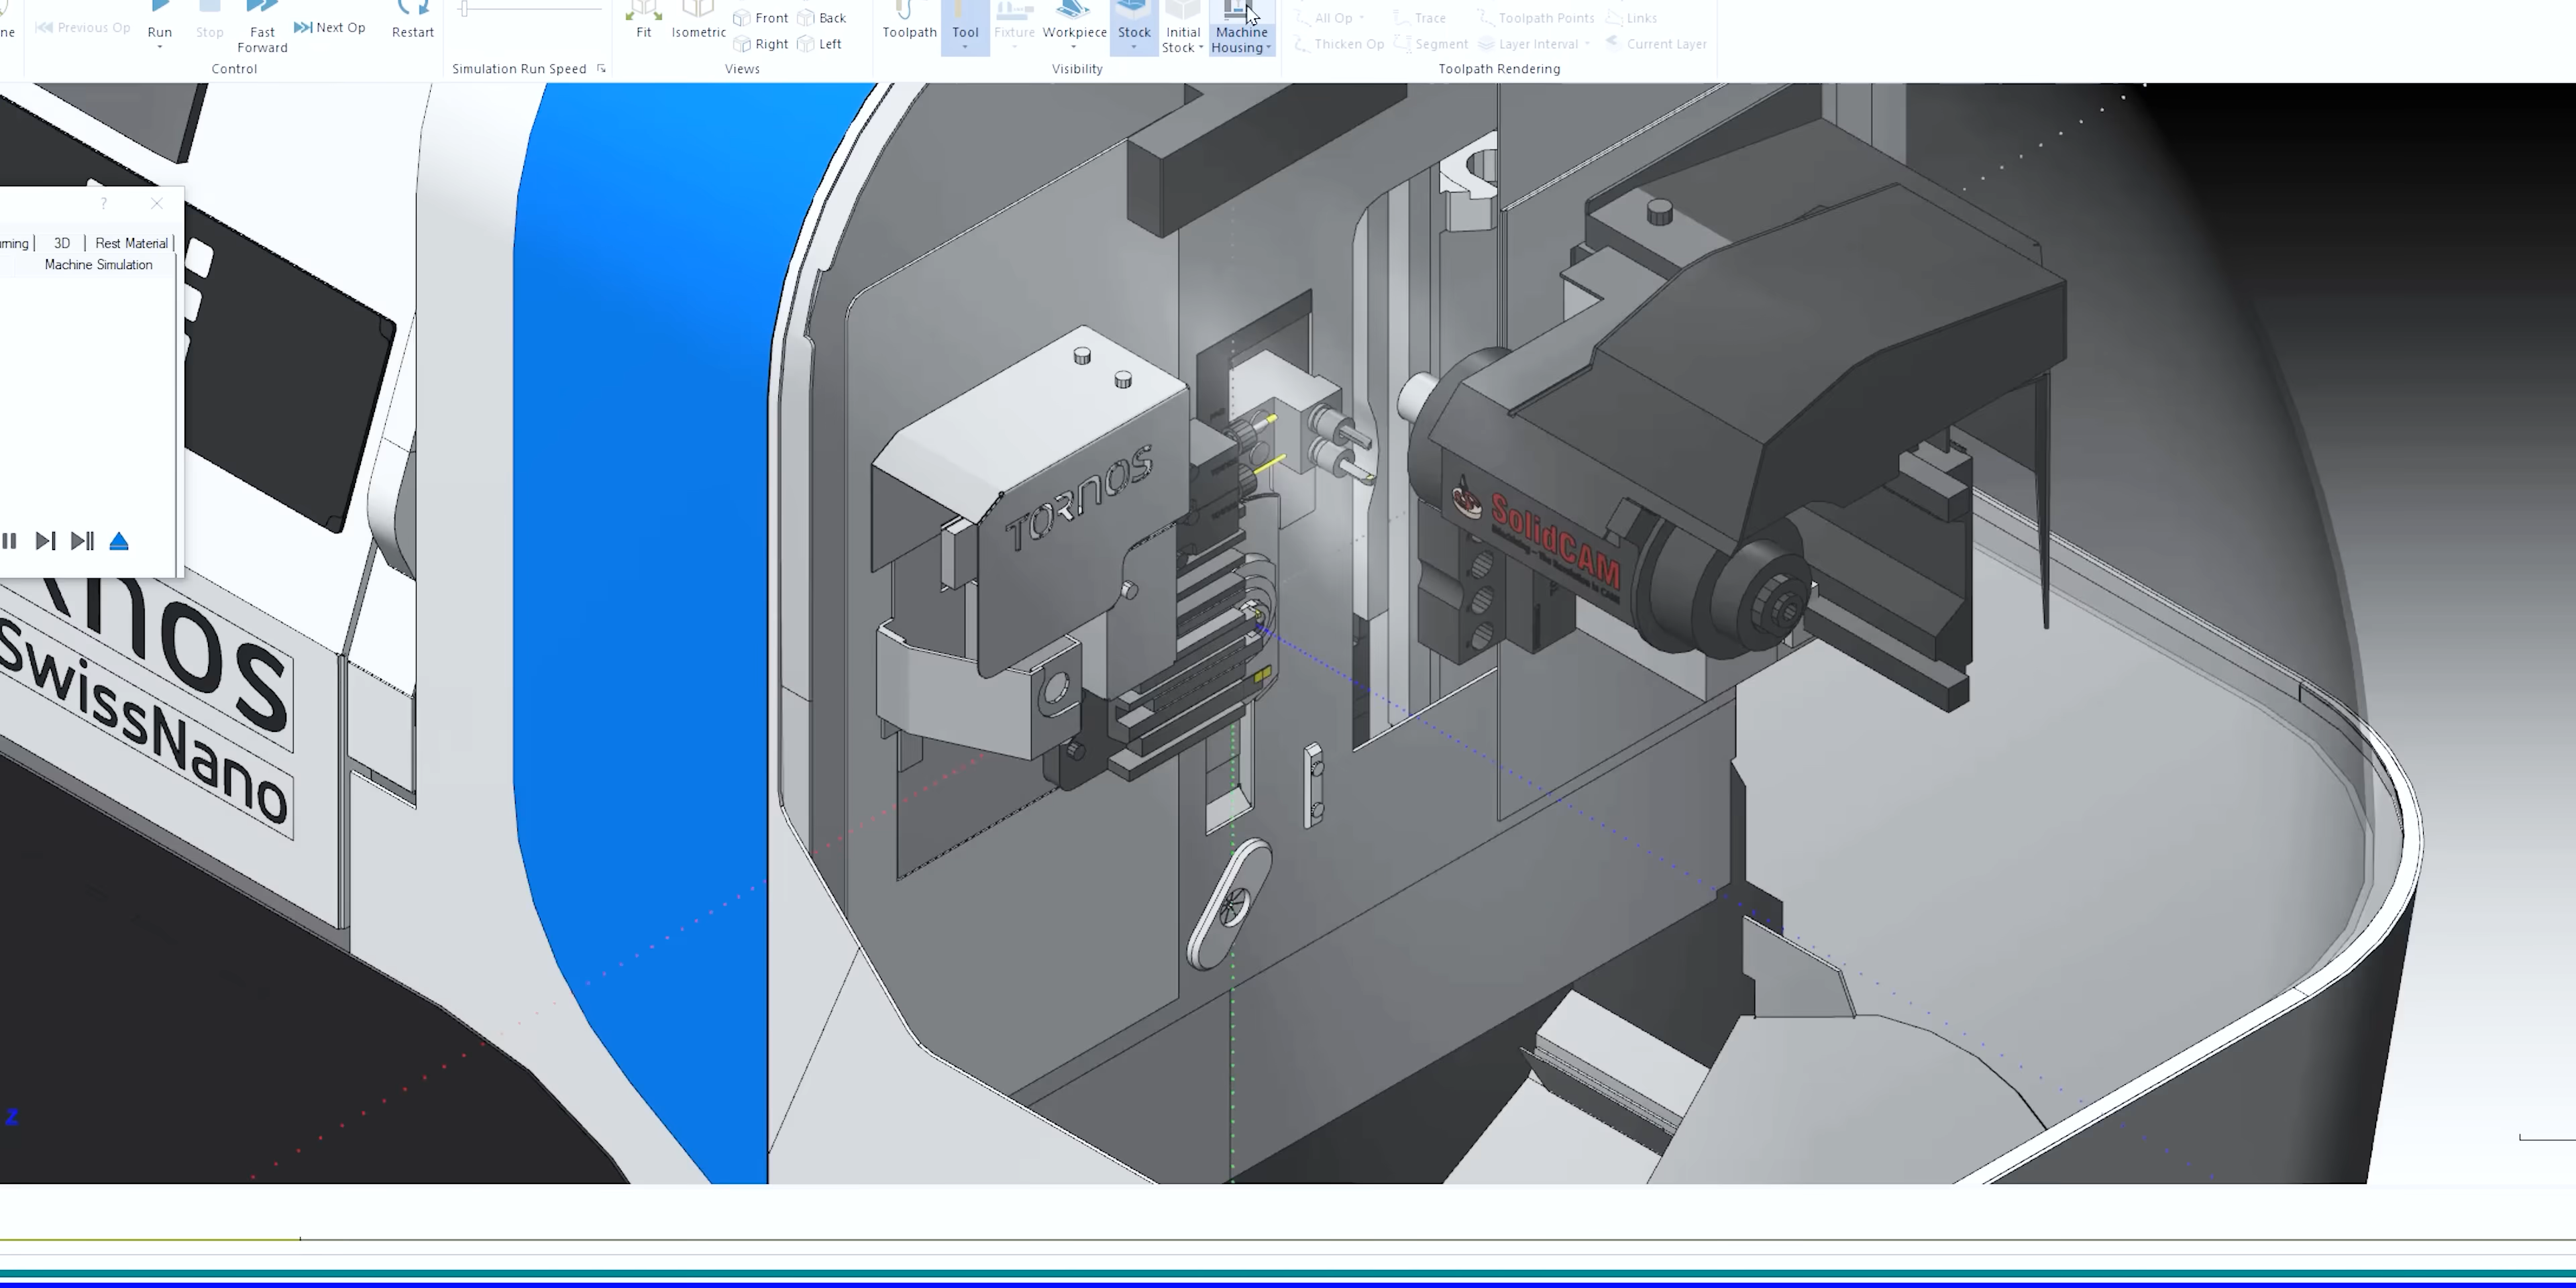 Previous Op
Run
Stop
Fast
Forward
Next Op
Restart
Control
Simulation Run Speed
Fit
Isometric
Front
Back
Right
Left
Views
Toolpath
Tool
Fixture
Workpiece
Stock
Initial
Stock
Machine
Housing
Visibility
All Op
Trace
Toolpath Points
Links
Thicken Op
Segment
Layer Interval
Current Layer
Toolpath Rendering
?
3D
Rest Material
Machine Simulation
TORNOS
SolidCAM
SwissNano
Z